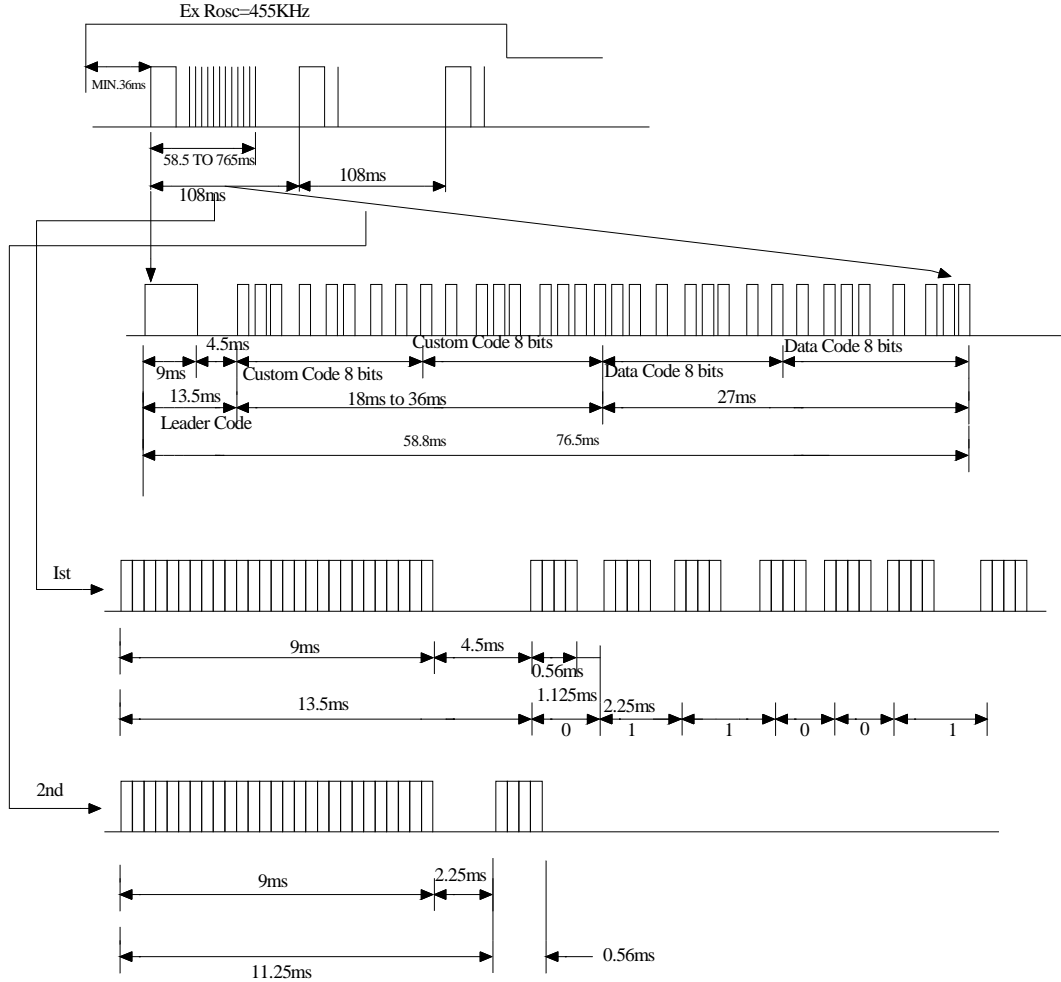 Ex Rosc=455KHz
MIN.36ms
58.5 TO 765ms
108ms
108ms
4.5ms
Custom Code 8 bits
Data Code 8 bits
9ms
Custom Code 8 bits
Data Code 8 bits
13.5ms
18ms to 36ms
27ms
Leader Code
58.8ms
76.5ms
Ist
9ms
4.5ms
0.56ms
13.5ms
1.125ms
2.25ms
0
1
1
0
0
1
2nd
9ms
2.25ms
11.25ms
0.56ms